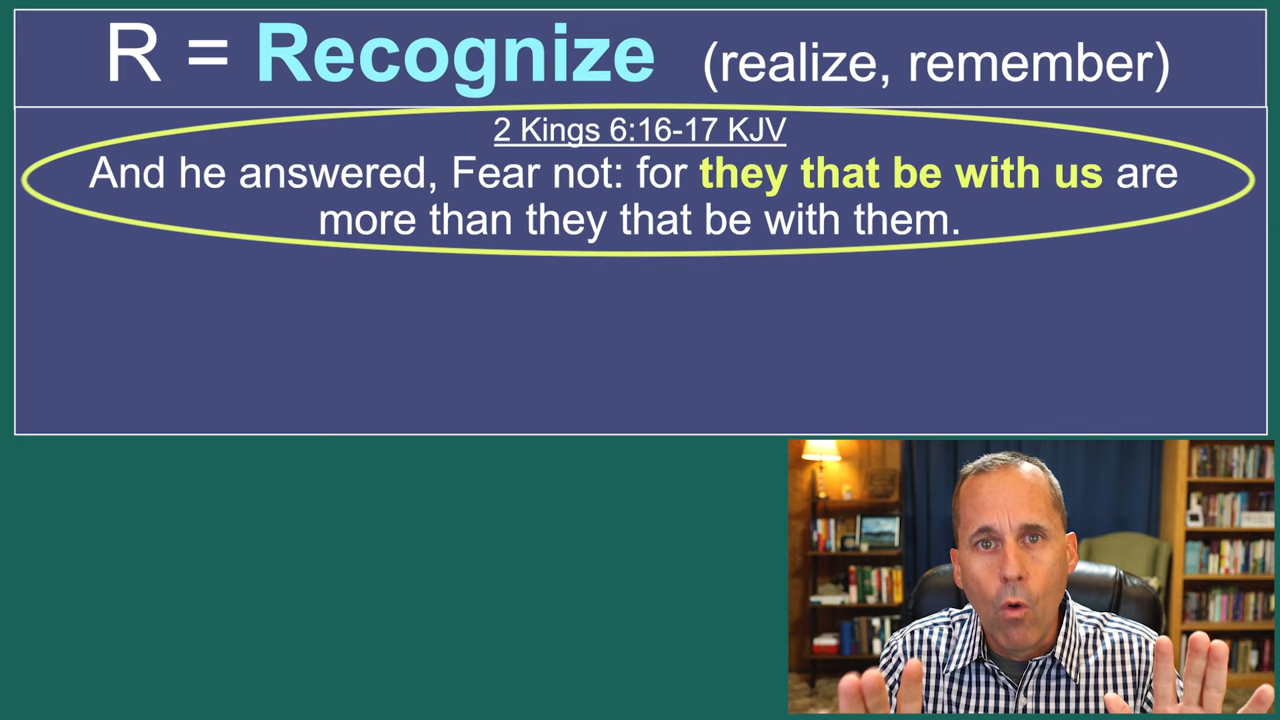 R = Recognize (realize, remember)
2 Kings 6:16-17 KJV
And he answered, Fear not: for they that be with us are
more than they that be with them.